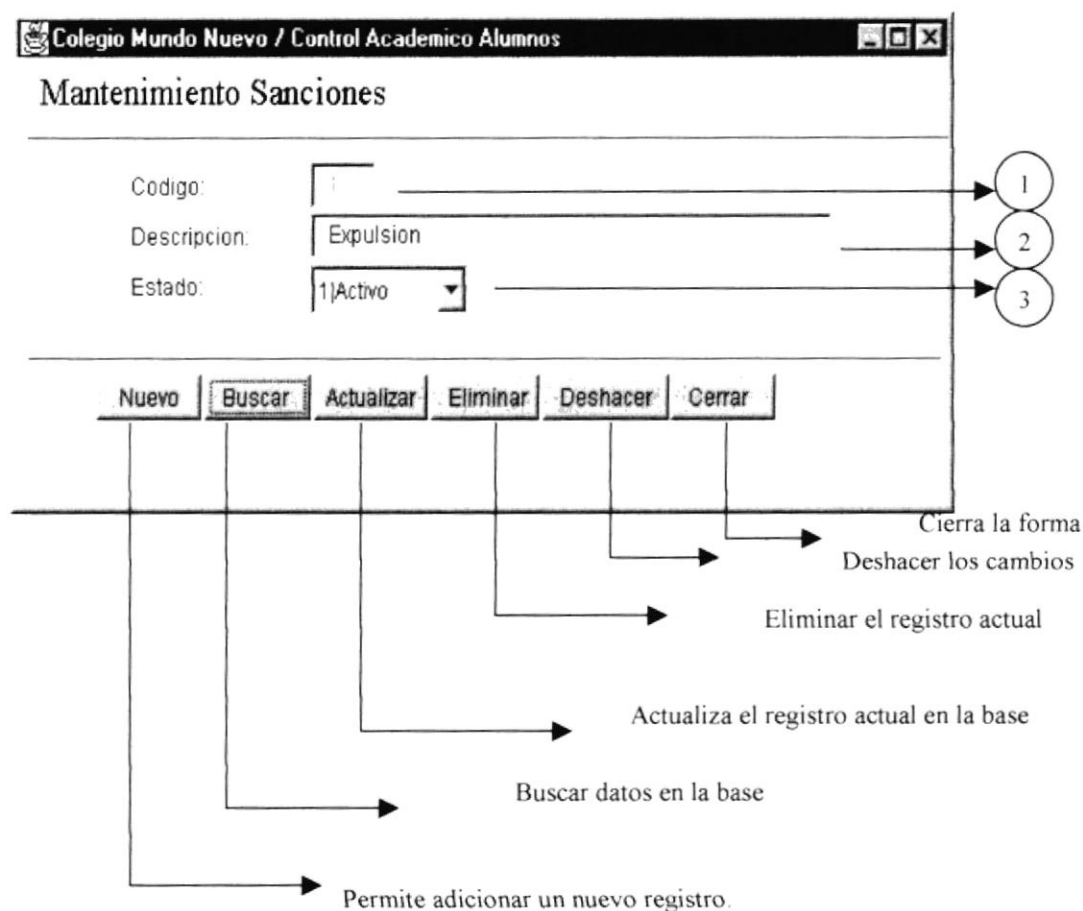 Colegio Mundo Nuevo / Control Academico Alumnos
Mantenimiento Sanciones
Codigo:
1
Descripcion: Expulsion
2
Estado: 1)Activo
3
Nuevo Buscar Actualizar Eliminar Deshacer Cerrar
Cierra la forma
Deshacer los cambios
Eliminar el registro actual
Actualiza el registro actual en la base
Buscar datos en la base
Permite adicionar un nuevo registro.